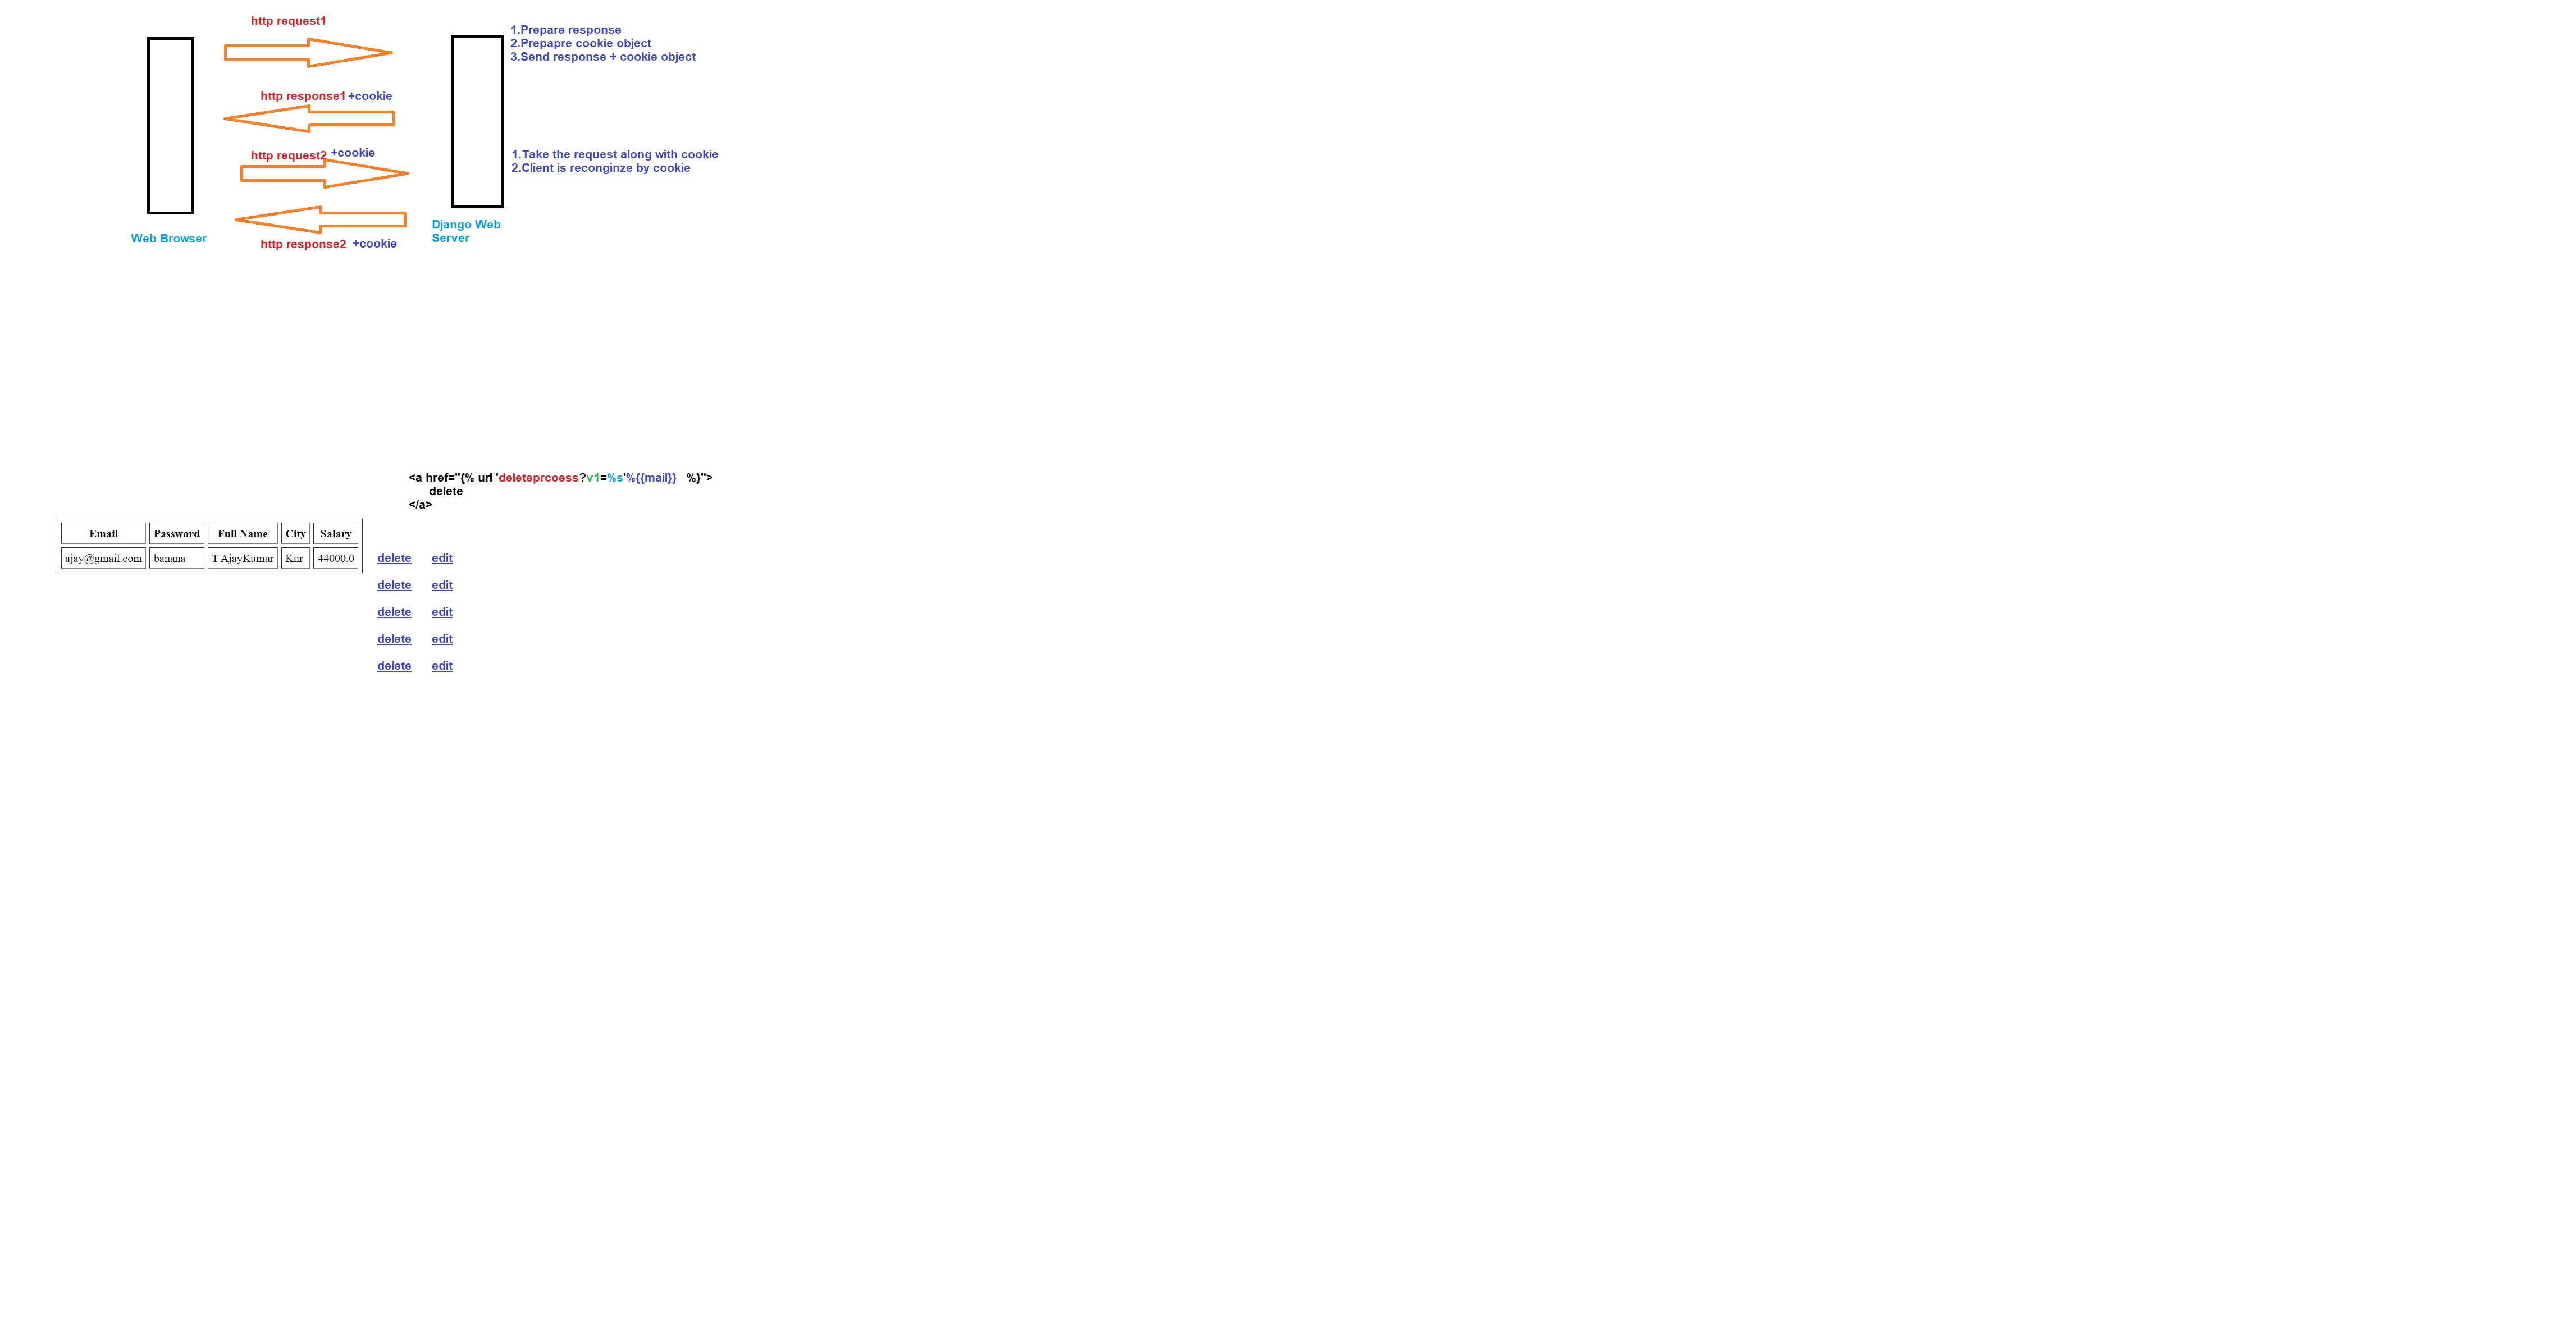 http request1
1.Prepare response
2.Prepapre cookie object
3.Send response + cookie object
http response1 +cookie
http request2 +cookie
1.Take the request along with cookie
2.Client is reconginze by cookie
Web Browser
Django Web
Server
http response2 +cookie
<a href="{% url 'deleteprcoess?v1=%s'%{{mail}} %}">
delete
</a>
Email Password Full Name City Salary
ajay@gmail.com banana T AjayKumar Knr 44000.0 delete edit
delete edit
delete edit
delete edit
delete edit